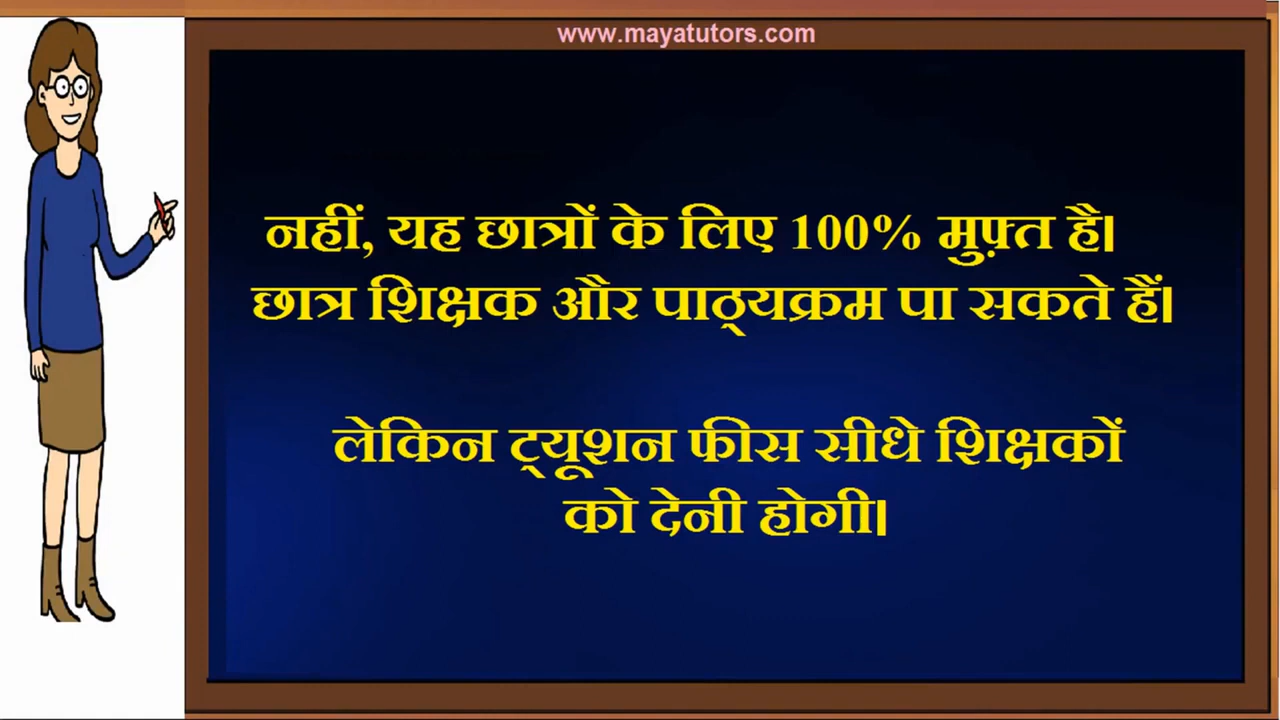 www.mayatutors.com
नहीं, यह छात्रों के लिए 100% मुफ़्त है।
छात्र शिक्षक और पाठ्यक्रम पा सकते हैं।
लेकिन ट्यूशन फीस सीधे शिक्षकों
को देनी होगी।